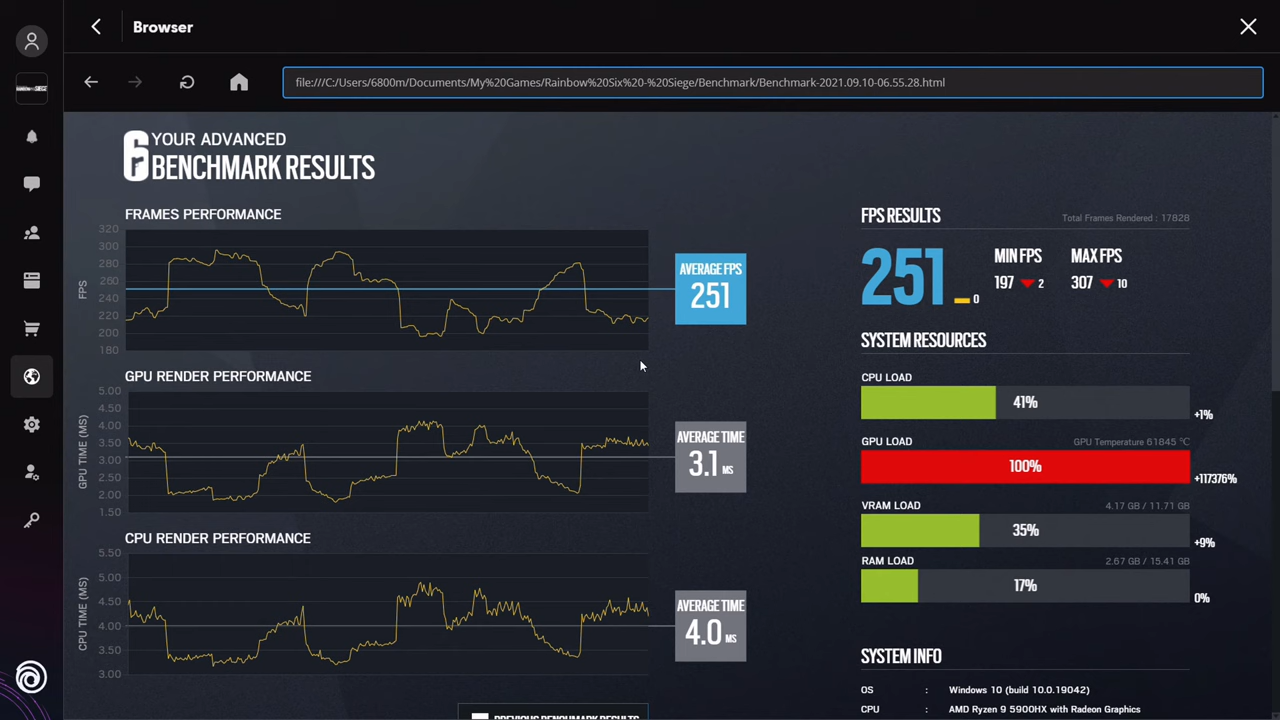 Browser
file:///C:/Users/6800m/Documents/My%20Games/Rainbow%20Six%20-%20Siege/Benchmark/Benchmark-2021.09.10-06.55.28.html
YOUR ADVANCED
BENCHMARK RESULTS
FRAMES PERFORMANCE
320
300
280
260
240
220
200
180
FPS
AVERAGE FPS
251
GPU RENDER PERFORMANCE
5.00
4.50
4.00
3.50
3.00
2.50
2.00
1.50
GPU TIME (MS)
AVERAGE TIME
3.1 MS
CPU RENDER PERFORMANCE
5.50
5.00
4.50
4.00
3.50
3.00
CPU TIME (MS)
AVERAGE TIME
4.0 MS
PREVIOUS BENCHMARK RESULTS
FPS RESULTS
Total Frames Rendered : 17828
251
0
MIN FPS
197 2
MAX FPS
307 10
SYSTEM RESOURCES
CPU LOAD
41%
+1%
GPU LOAD
GPU Temperature 61845 °C
100%
+117376%
VRAM LOAD
4.17 GB / 11.71 GB
35%
+9%
RAM LOAD
2.67 GB / 15.41 GB
17%
0%
SYSTEM INFO
OS : Windows 10 (build 10.0.19042)
CPU : AMD Ryzen 9 5900HX with Radeon Graphics